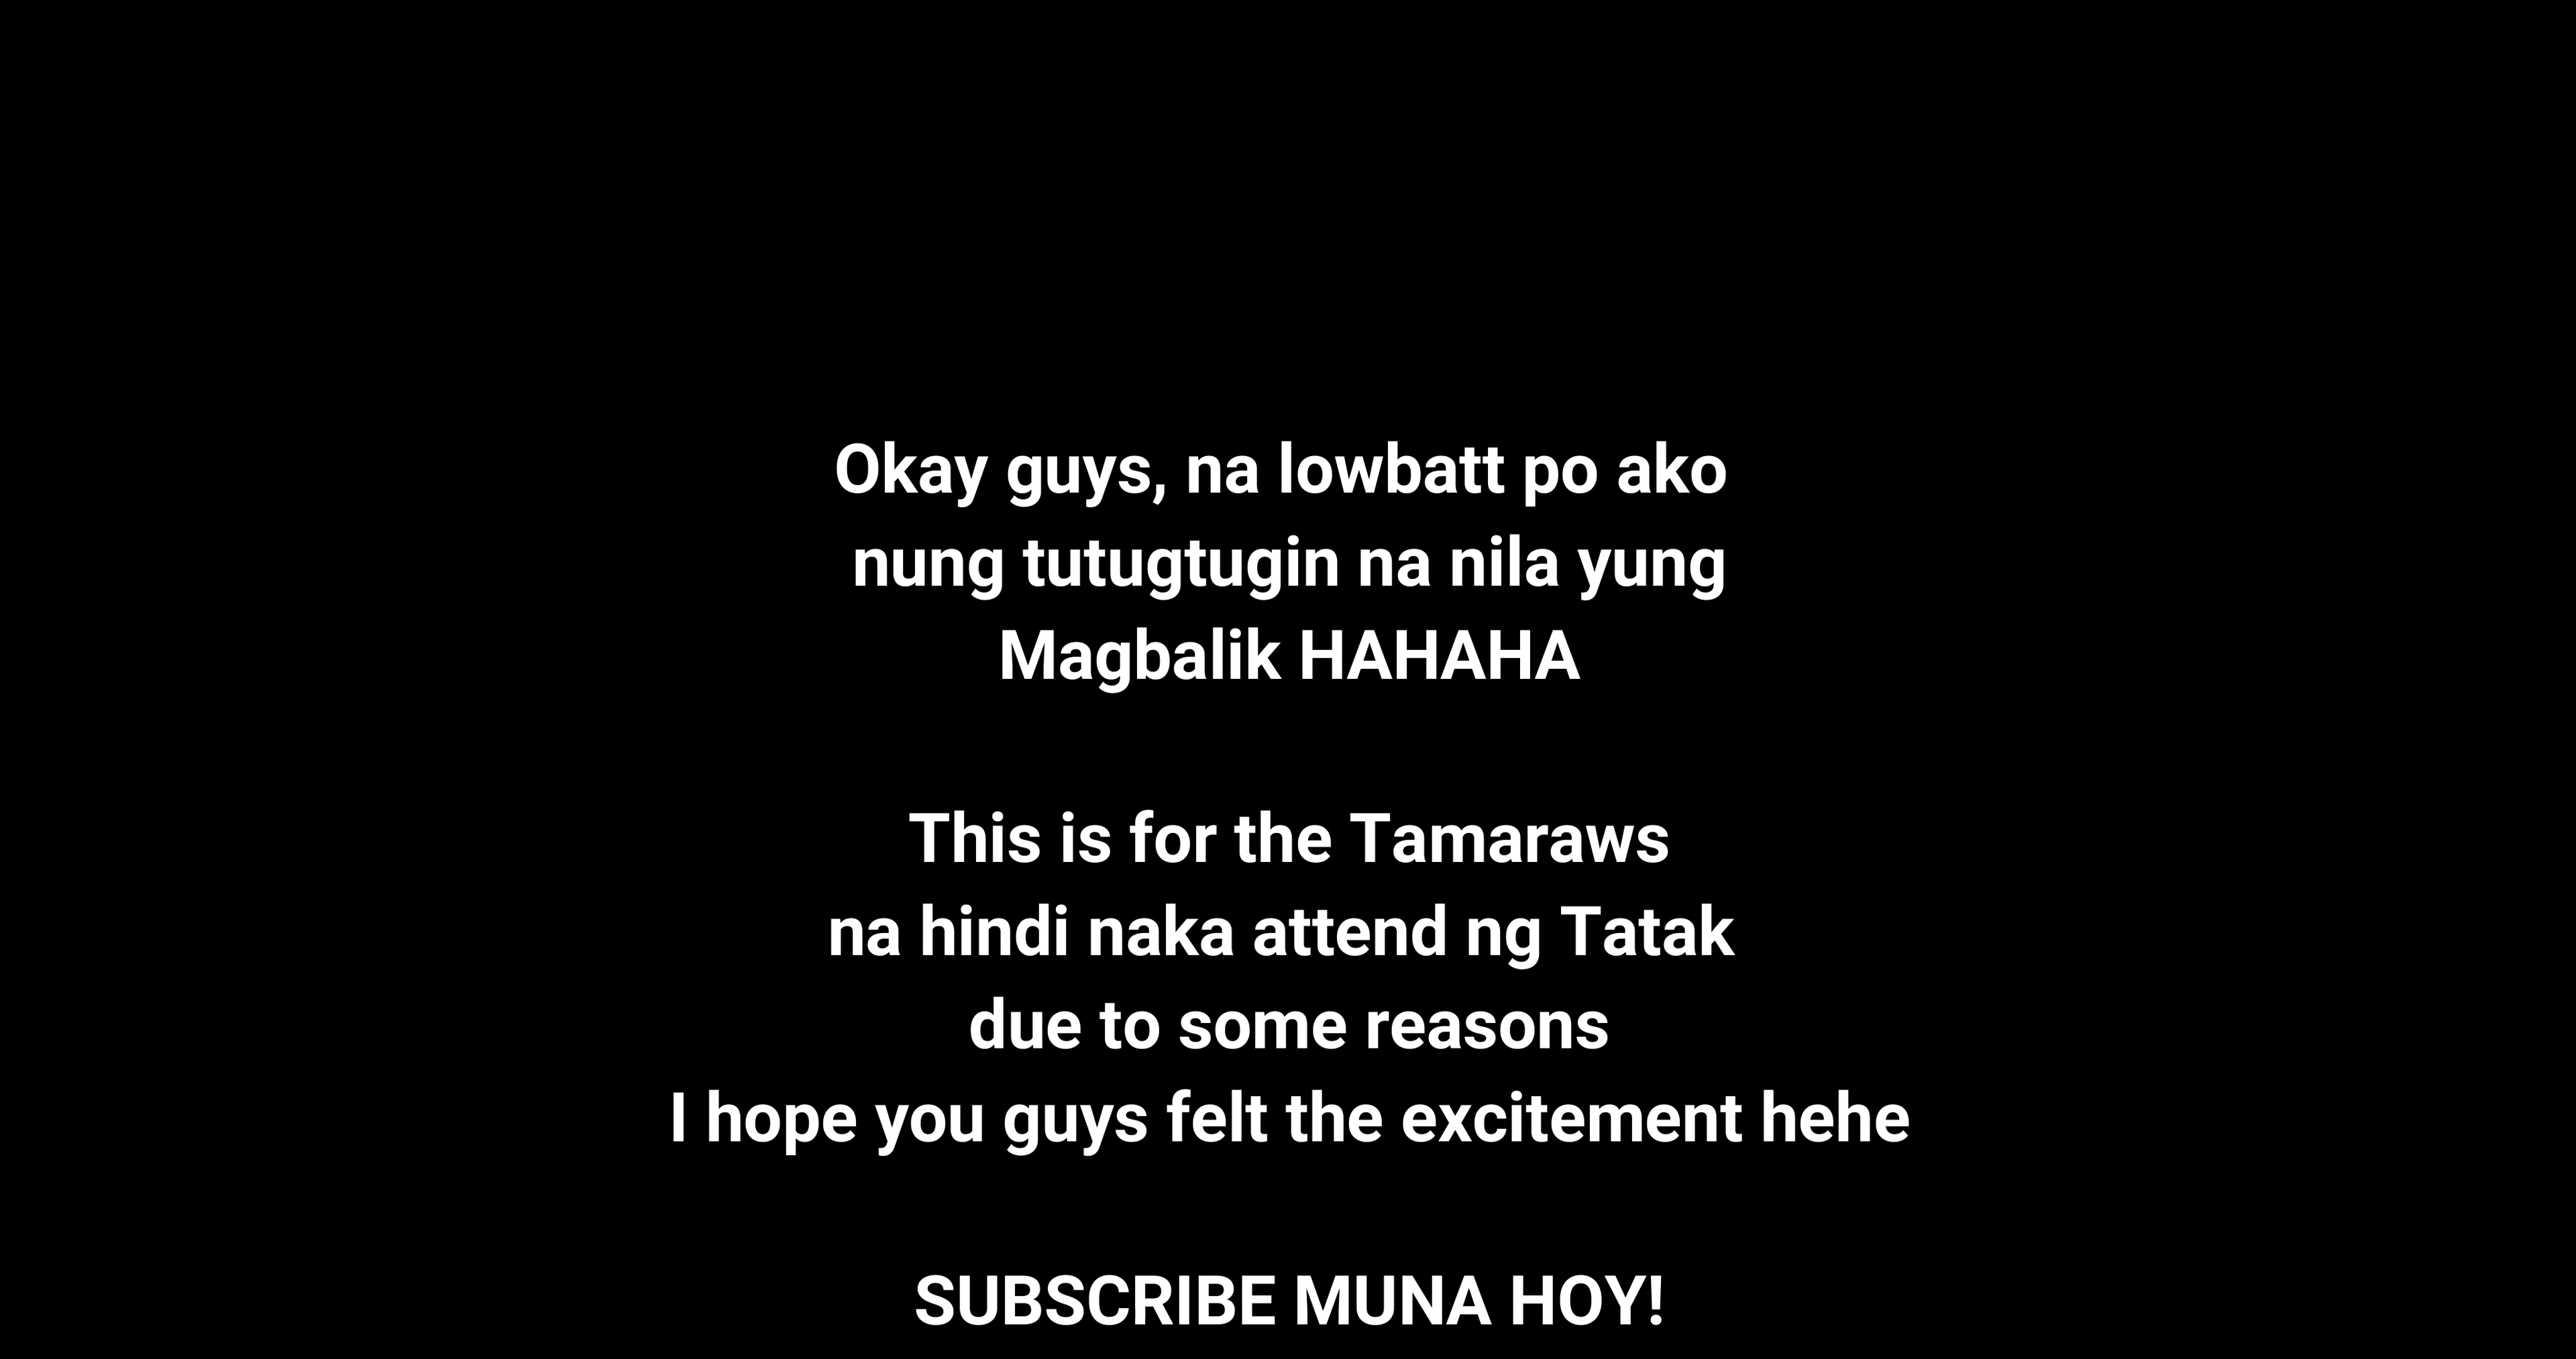 Okay guys, na lowbatt po ako
nung tutugtugin na nila yung
Magbalik HAHAHA
This is for the Tamaraws
na hindi naka attend ng Tatak
due to some reasons
I hope you guys felt the excitement hehe
SUBSCRIBE MUNA HOY!